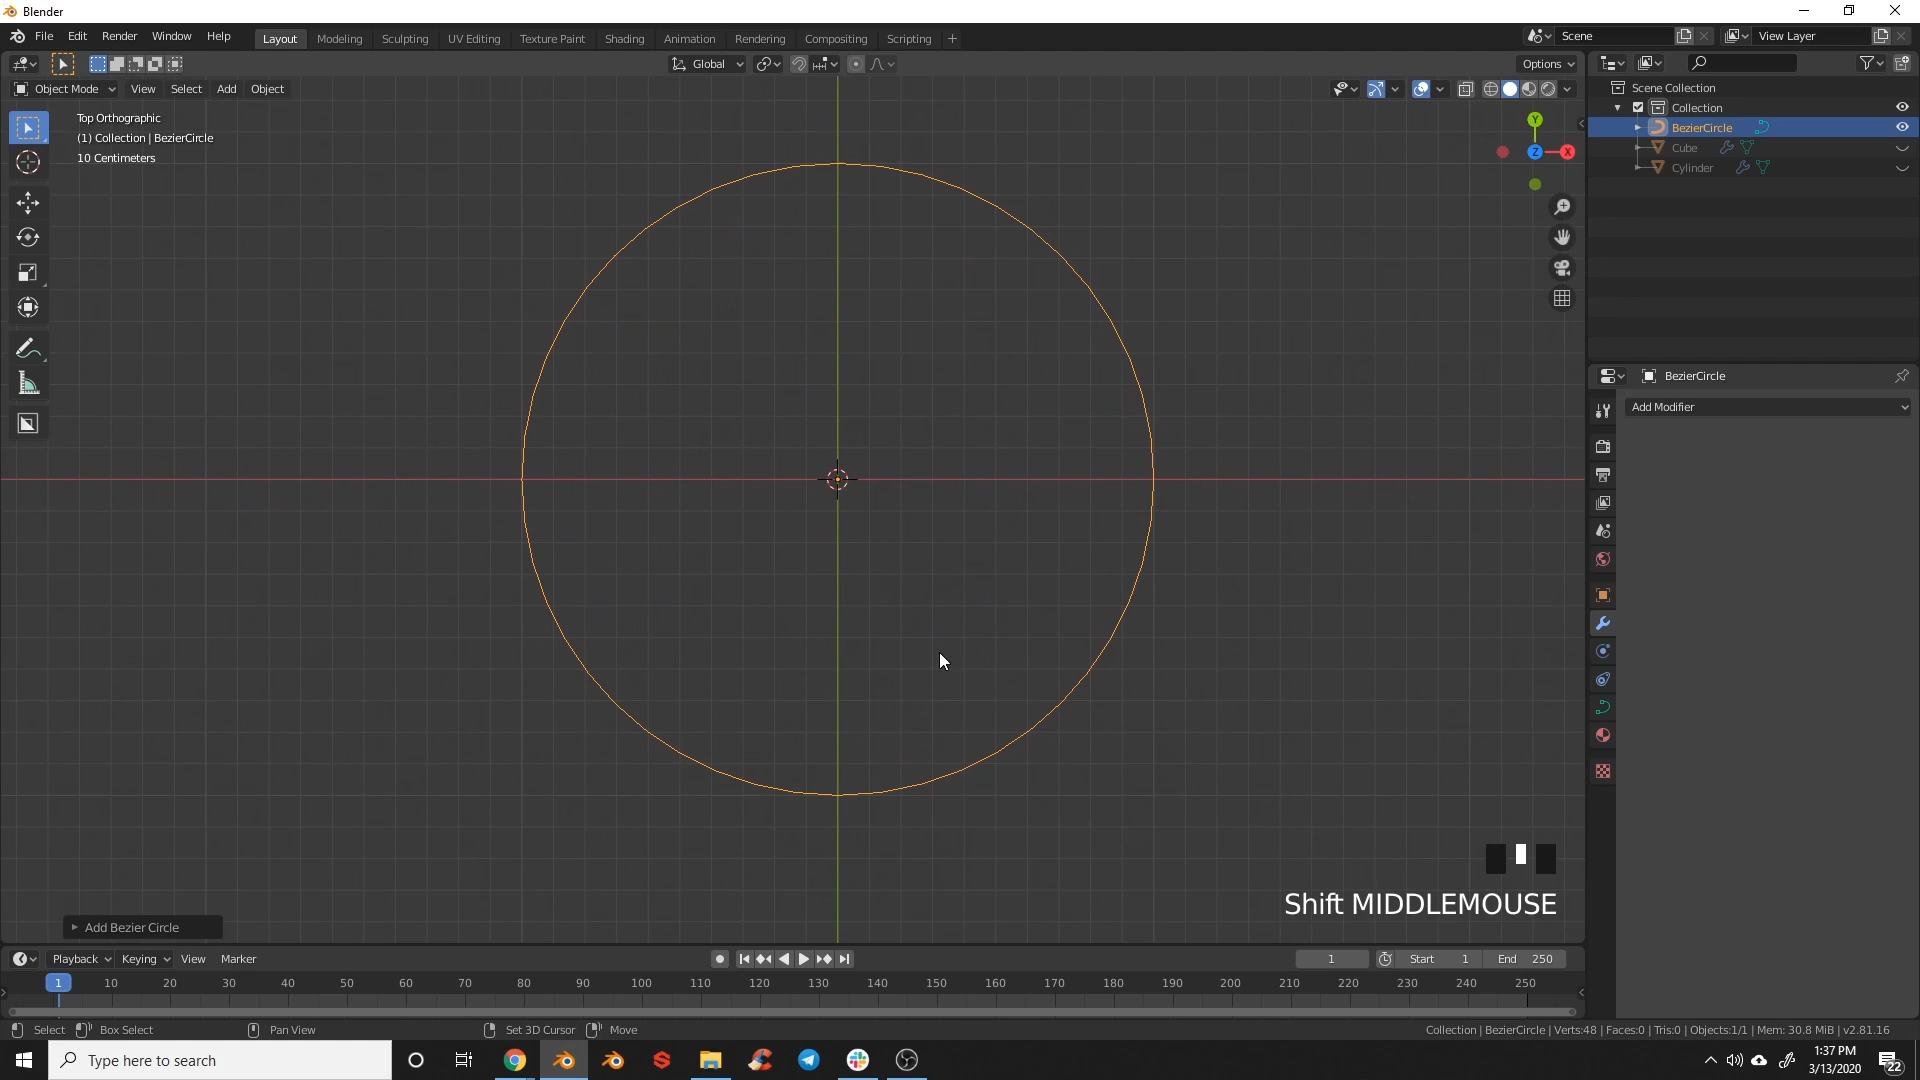 Blender
File Edit Render Window Help Layout Modeling Sculpting UV Editing Texture Paint Shading Animation Rendering Compositing Scripting + Scene View Layer
Global Options
Object Mode View Select Add Object
Top Orthographic
(1) Collection | BezierCircle
10 Centimeters
Y
Z X
Scene Collection
Collection
BezierCircle
Cube
Cylinder
BezierCircle
Add Modifier
Shift MIDDLEMOUSE
Add Bezier Circle
Playback Keying View Marker 1 Start 1 End 250
1 10 20 30 40 50 60 70 80 90 100 110 120 130 140 150 160 170 180 190 200 210 220 230 240 250
Select Box Select Pan View Set 3D Cursor Move Collection | BezierCircle | Verts:48 | Faces:0 | Tris:0 | Objects:1/1 | Mem: 30.8 MiB | v2.81.16
Type here to search
1:37 PM
3/13/2020
22